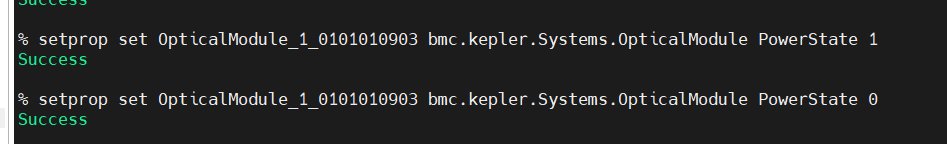 Success
% setprop set OpticalModule_1_0101010903 bmc.kepler.Systems.OpticalModule PowerState 1
Success
% setprop set OpticalModule_1_0101010903 bmc.kepler.Systems.OpticalModule PowerState 0
Success